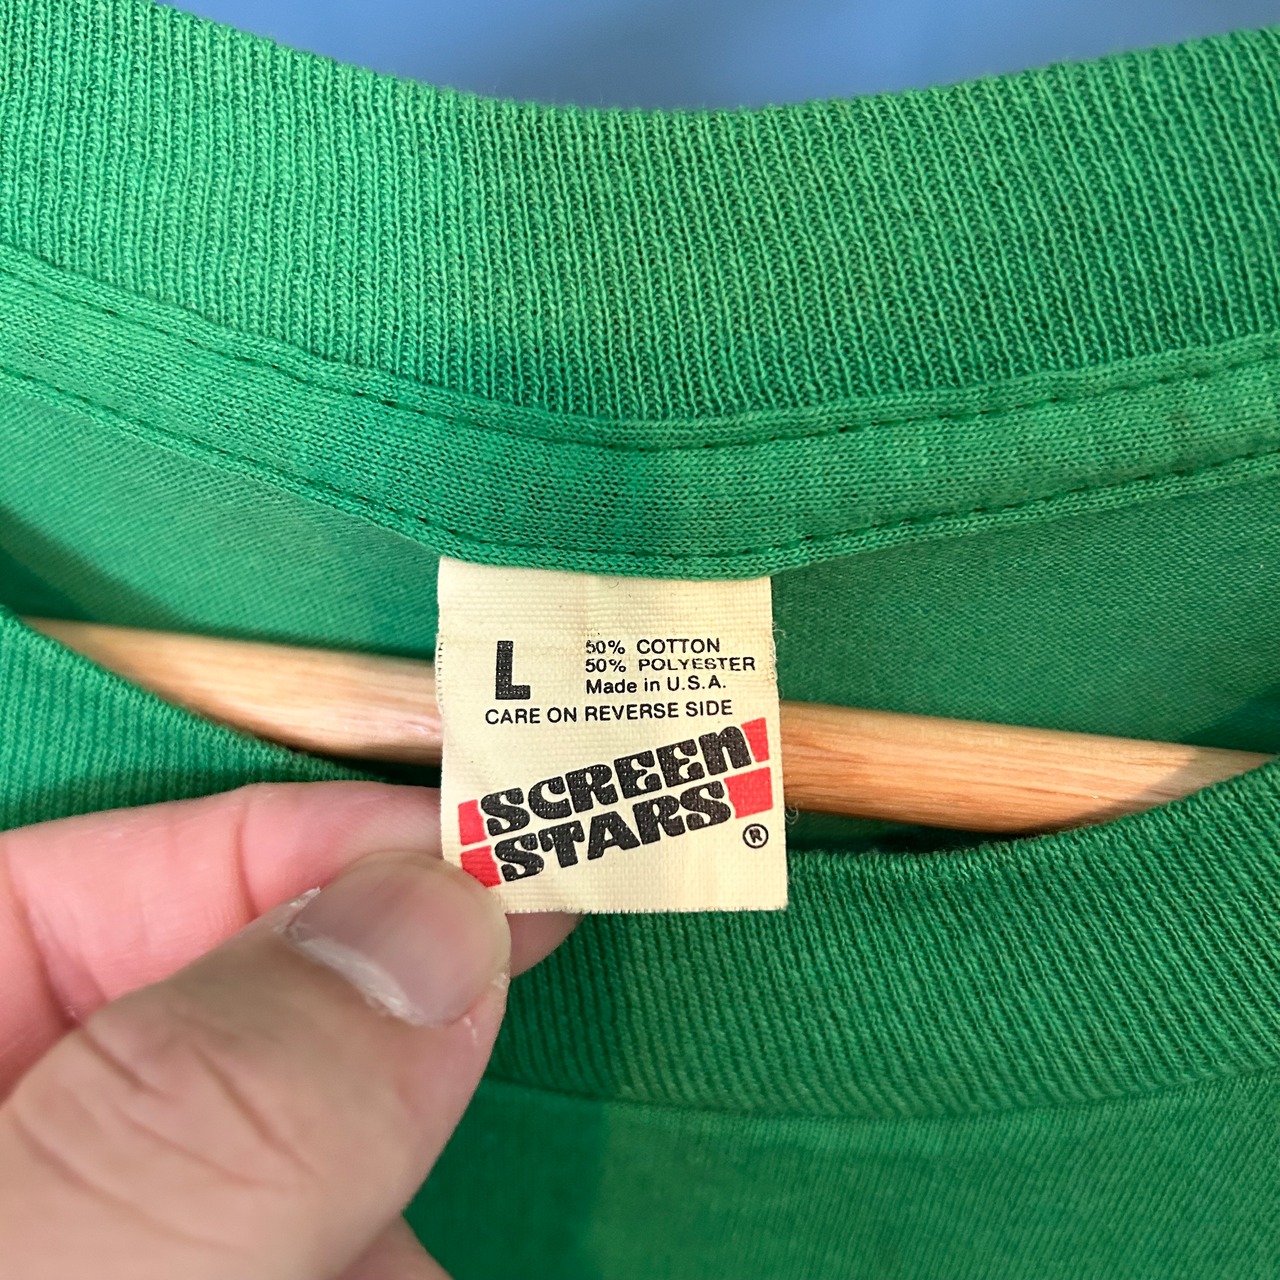 L
50% COTTON
50% POLYESTER
Made in U.S.A.
CARE ON REVERSE SIDE
SCREEN
STARS
®